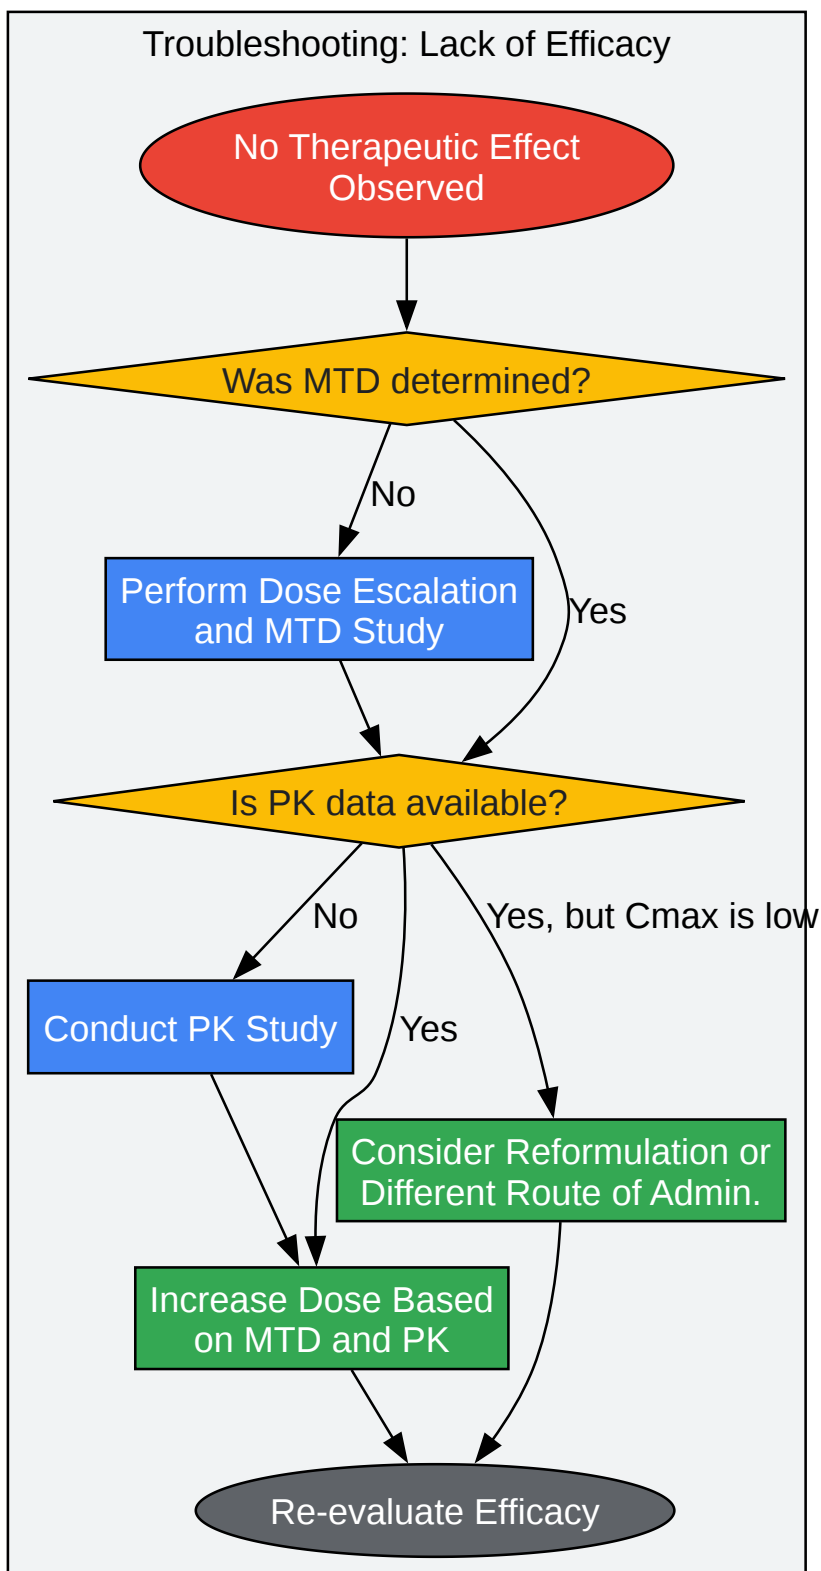 Troubleshooting: Lack of Efficacy
No Therapeutic Effect
Observed
Was MTD determined?
No
Perform Dose Escalation
and MTD Study
Yes
Is PK data available?
No
Yes, but Cmax is low
Conduct PK Study
Yes
Consider Reformulation or
Different Route of Admin.
Increase Dose Based
on MTD and PK
Re-evaluate Efficacy